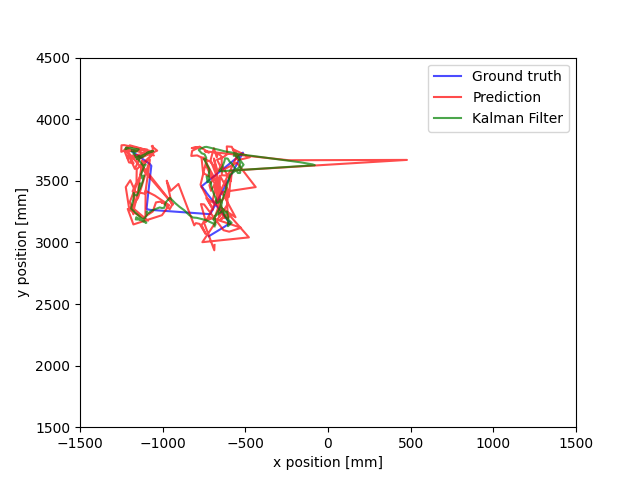 4500
4000
3500
3000
2500
2000
1500
−1500
−1000
−500
0
500
1000
1500
x position [mm]
y position [mm]
Ground truth
Prediction
Kalman Filter